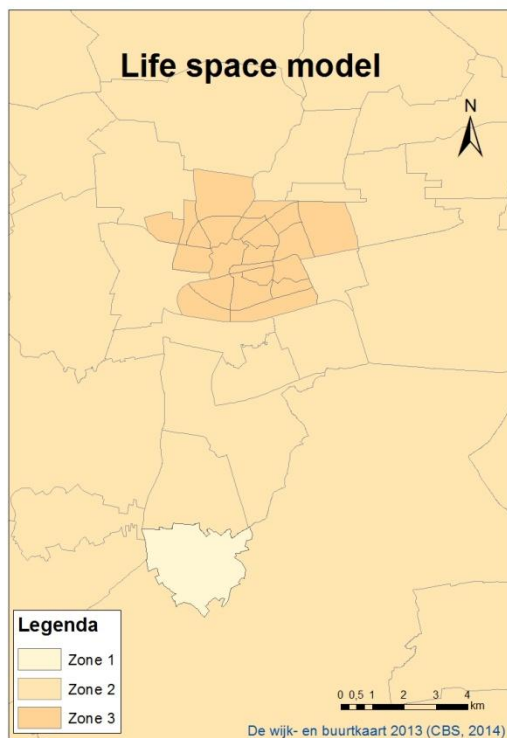 Life space model
N
Legenda
Zone 1
Zone 2
Zone 3
0 0,5 1 2 3 4
km
De wijk- en buurtkaart 2013 (CBS, 2014)